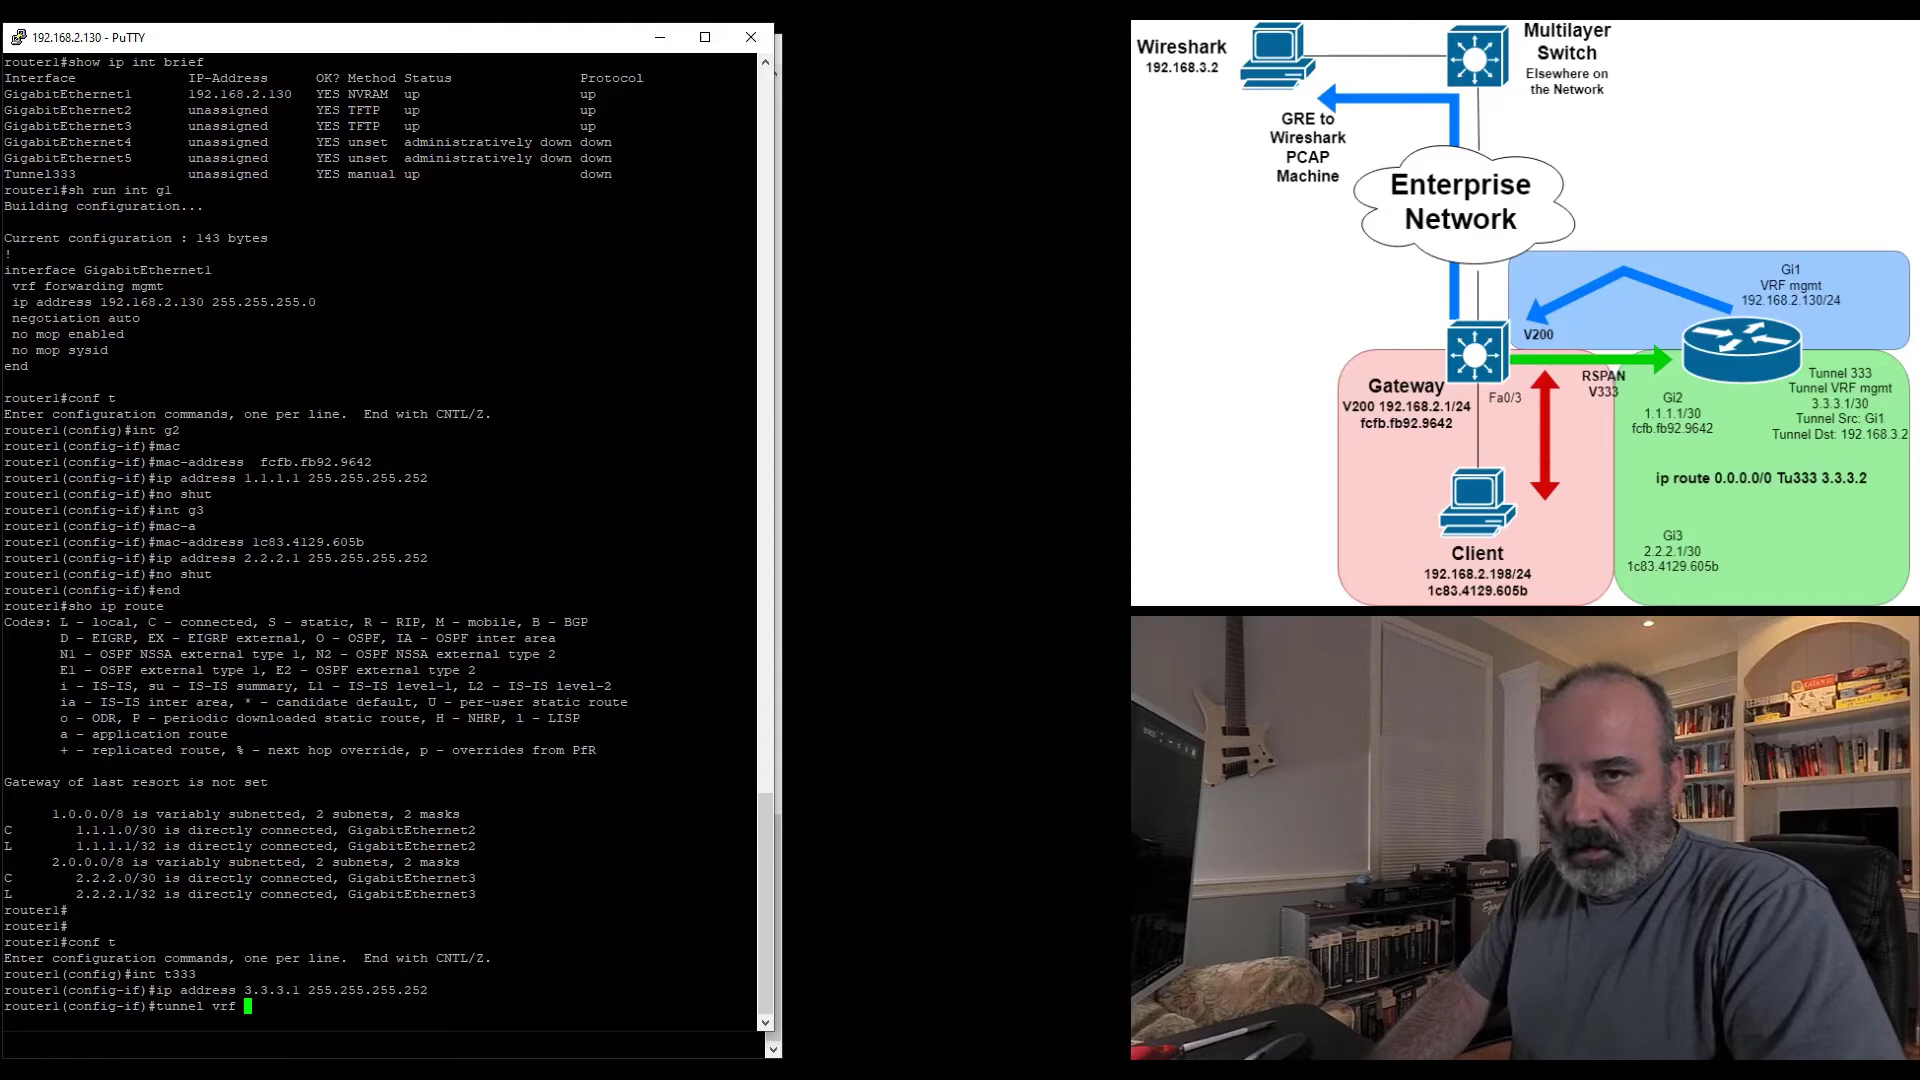 192.168.2.130 - PuTTY
router1#show ip int brief
Interface IP-Address OK? Method Status Protocol
GigabitEthernet1 192.168.2.130 YES NVRAM up up
GigabitEthernet2 unassigned YES TFTP up up
GigabitEthernet3 unassigned YES TFTP up up
GigabitEthernet4 unassigned YES unset administratively down down
GigabitEthernet5 unassigned YES unset administratively down down
Tunnel333 unassigned YES manual up down
router1#sh run int g1
Building configuration...
Current configuration : 143 bytes
!
interface GigabitEthernet1
vrf forwarding mgmt
ip address 192.168.2.130 255.255.255.0
negotiation auto
no mop enabled
no mop sysid
end
router1#conf t
Enter configuration commands, one per line. End with CNTL/Z.
router1(config)#int g2
router1(config-if)#mac
router1(config-if)#mac-address fcfb.fb92.9642
router1(config-if)#ip address 1.1.1.1 255.255.255.252
router1(config-if)#no shut
router1(config-if)#int g3
router1(config-if)#mac-a
router1(config-if)#mac-address 1c83.4129.605b
router1(config-if)#ip address 2.2.2.1 255.255.255.252
router1(config-if)#no shut
router1(config-if)#end
router1#sho ip route
Codes: L - local, C - connected, S - static, R - RIP, M - mobile, B - BGP
D - EIGRP, EX - EIGRP external, O - OSPF, IA - OSPF inter area
N1 - OSPF NSSA external type 1, N2 - OSPF NSSA external type 2
E1 - OSPF external type 1, E2 - OSPF external type 2
i - IS-IS, su - IS-IS summary, L1 - IS-IS level-1, L2 - IS-IS level-2
ia - IS-IS inter area, * - candidate default, U - per-user static route
o - ODR, P - periodic downloaded static route, H - NHRP, l - LISP
a - application route
+ - replicated route, % - next hop override, p - overrides from PfR
Gateway of last resort is not set
1.0.0.0/8 is variably subnetted, 2 subnets, 2 masks
C 1.1.1.0/30 is directly connected, GigabitEthernet2
L 1.1.1.1/32 is directly connected, GigabitEthernet2
2.0.0.0/8 is variably subnetted, 2 subnets, 2 masks
C 2.2.2.0/30 is directly connected, GigabitEthernet3
L 2.2.2.1/32 is directly connected, GigabitEthernet3
router1#
router1#
router1#conf t
Enter configuration commands, one per line. End with CNTL/Z.
router1(config)#int t333
router1(config-if)#ip address 3.3.3.1 255.255.255.252
router1(config-if)#tunnel vrf
Wireshark
192.168.3.2
Multilayer
Switch
Elsewhere on
the Network
GRE to
Wireshark
PCAP
Machine
Enterprise
Network
Gi1
VRF mgmt
192.168.2.130/24
V200
Gateway
V200 192.168.2.1/24
fcfb.fb92.9642
Fa0/3
RSPAN
V333
Gi2
1.1.1.1/30
fcfb.fb92.9642
Tunnel 333
Tunnel VRF mgmt
3.3.3.1/30
Tunnel Src: Gi1
Tunnel Dst: 192.168.3.2
ip route 0.0.0.0/0 Tu333 3.3.3.2
Gi3
2.2.2.1/30
1c83.4129.605b
Client
192.168.2.198/24
1c83.4129.605b
CATAN